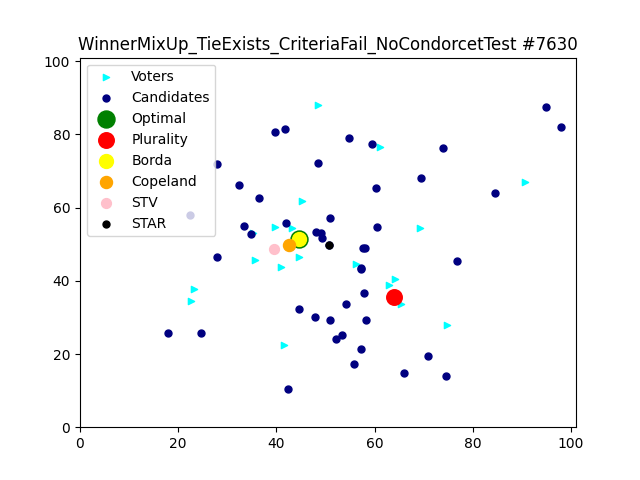 WinnerMixUp_TieExists_CriteriaFail_NoCondorcetTest #7630
100
80
60
40
20
0
0 20 40 60 80 100
Voters
Candidates
Optimal
Plurality
Borda
Copeland
STV
STAR